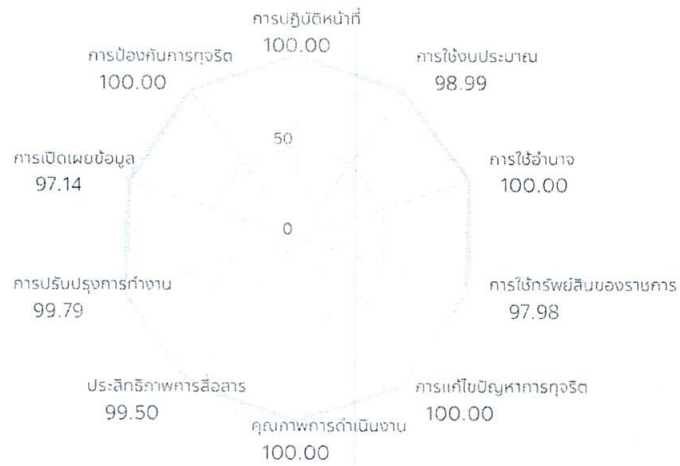 การปฏิบัติหน้าที่
100.00
การป้องกันการทุจริต
100.00
การใช้งบประมาณ
98.99
50
การเปิดเผยข้อมูล
97.14
การใช้อำนาจ
100.00
0
การปรับปรุงการทำงาน
99.79
การใช้ทรัพย์สินของราชการ
97.98
ประสิทธิภาพการสื่อสาร
99.50
การแก้ไขปัญหาการทุจริต
100.00
คุณภาพการดำเนินงาน
100.00